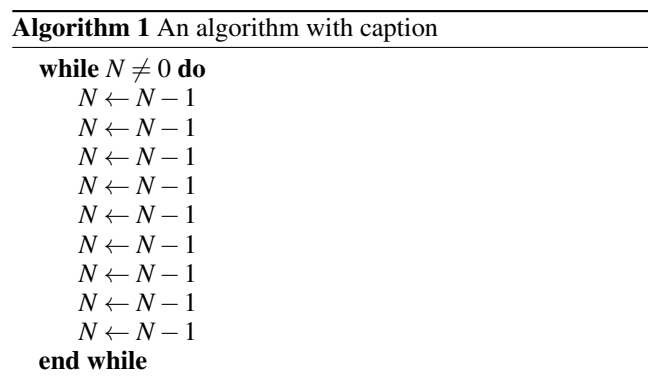 Algorithm 1 An algorithm with caption
while N ≠ 0 do
N ← N − 1
N ← N − 1
N ← N − 1
N ← N − 1
N ← N − 1
N ← N − 1
N ← N − 1
N ← N − 1
N ← N − 1
end while